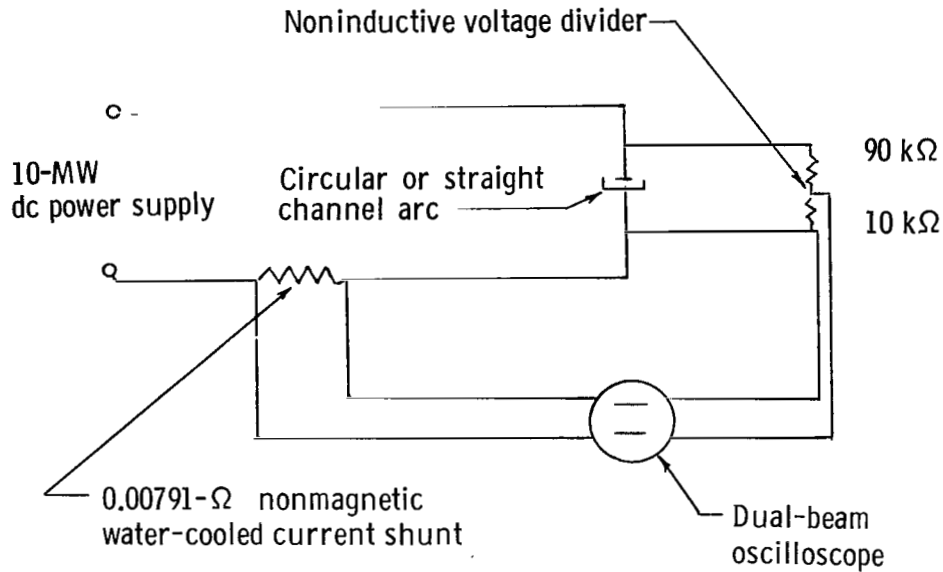 Noninductive voltage divider
10-MW
dc power supply
Circular or straight
channel arc
90 kΩ
10 kΩ
0.00791-Ω nonmagnetic
water-cooled current shunt
Dual-beam
oscilloscope